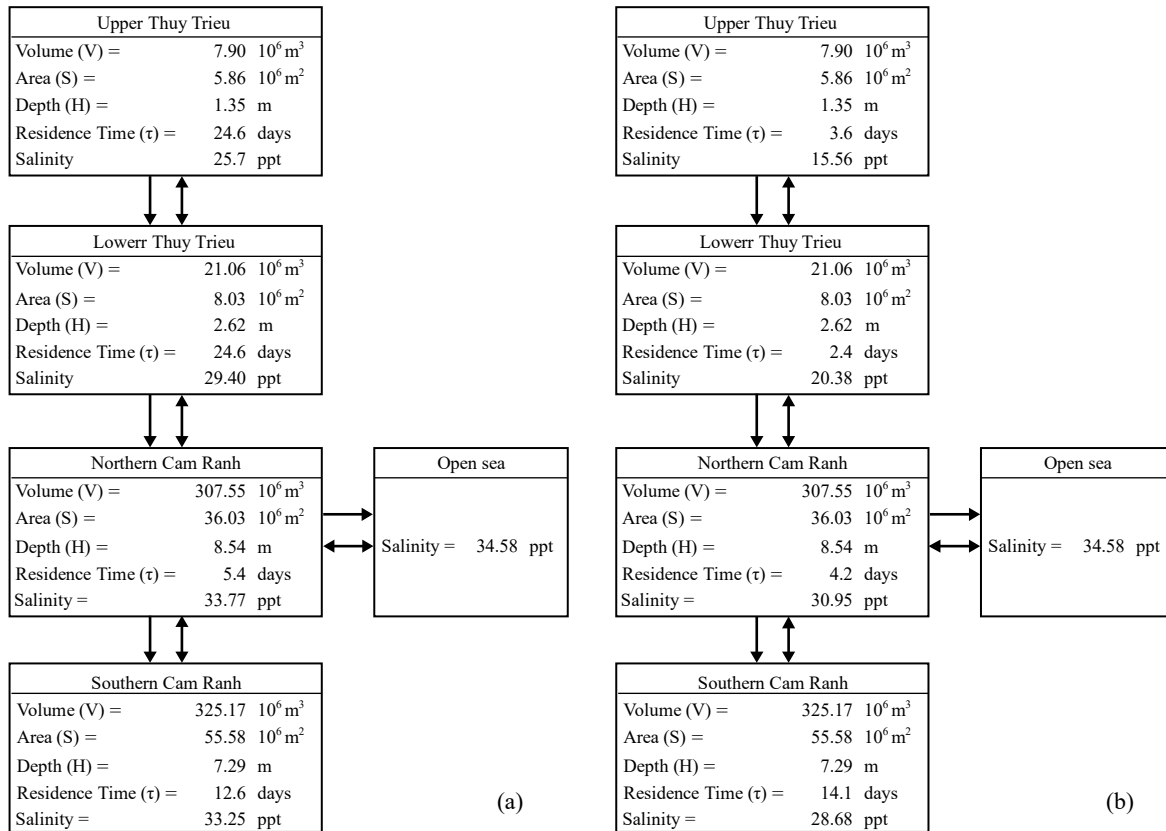 Upper Thuy Trieu
Volume (V) = 7.90 10⁶ m³
Area (S) = 5.86 10⁶ m²
Depth (H) = 1.35 m
Residence Time (τ) = 24.6 days
Salinity 25.7 ppt
Lowerr Thuy Trieu
Volume (V) = 21.06 10⁶ m³
Area (S) = 8.03 10⁶ m²
Depth (H) = 2.62 m
Residence Time (τ) = 24.6 days
Salinity 29.40 ppt
Northern Cam Ranh
Volume (V) = 307.55 10⁶ m³
Area (S) = 36.03 10⁶ m²
Depth (H) = 8.54 m
Residence Time (τ) = 5.4 days
Salinity = 33.77 ppt
Open sea
Salinity = 34.58 ppt
Southern Cam Ranh
Volume (V) = 325.17 10⁶ m³
Area (S) = 55.58 10⁶ m²
Depth (H) = 7.29 m
Residence Time (τ) = 12.6 days
Salinity = 33.25 ppt
(a)
Upper Thuy Trieu
Volume (V) = 7.90 10⁶ m³
Area (S) = 5.86 10⁶ m²
Depth (H) = 1.35 m
Residence Time (τ) = 3.6 days
Salinity 15.56 ppt
Lowerr Thuy Trieu
Volume (V) = 21.06 10⁶ m³
Area (S) = 8.03 10⁶ m²
Depth (H) = 2.62 m
Residence Time (τ) = 2.4 days
Salinity 20.38 ppt
Northern Cam Ranh
Volume (V) = 307.55 10⁶ m³
Area (S) = 36.03 10⁶ m²
Depth (H) = 8.54 m
Residence Time (τ) = 4.2 days
Salinity = 30.95 ppt
Open sea
Salinity = 34.58 ppt
Southern Cam Ranh
Volume (V) = 325.17 10⁶ m³
Area (S) = 55.58 10⁶ m²
Depth (H) = 7.29 m
Residence Time (τ) = 14.1 days
Salinity = 28.68 ppt
(b)